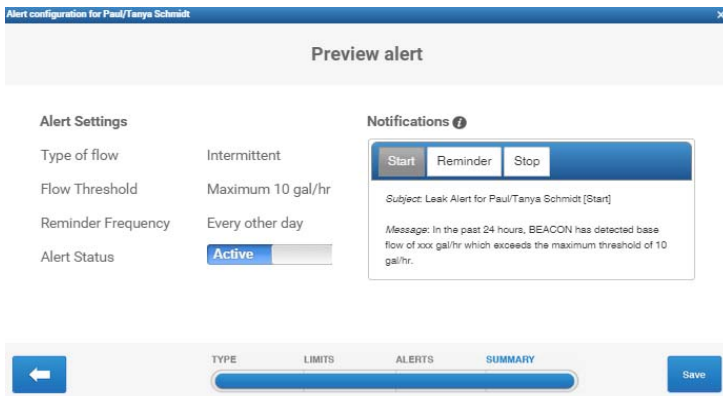 Alert configuration for Paul/Tanya Schmidt
x
Preview alert
Alert Settings
Type of flow Intermittent
Flow Threshold Maximum 10 gal/hr
Reminder Frequency Every other day
Alert Status Active
Notifications i
Start Reminder Stop
Subject: Leak Alert for Paul/Tanya Schmidt [Start]
Message: In the past 24 hours, BEACON has detected base
flow of xxx gal/hr which exceeds the maximum threshold of 10
gal/hr.
TYPE LIMITS ALERTS SUMMARY
Save